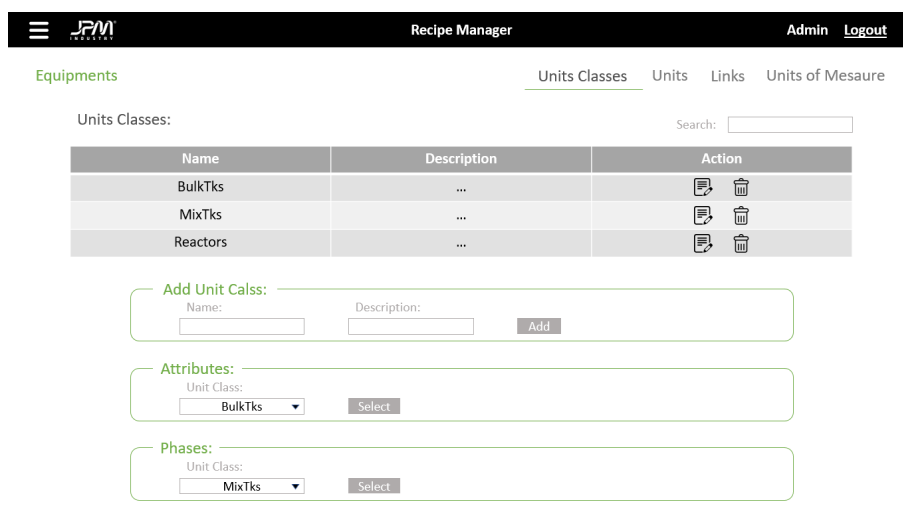 JPM INDUSTRY Recipe Manager Admin Logout
Equipments Units Classes Units Links Units of Mesaure
Units Classes: Search:
Name Description Action
BulkTks ...
MixTks ...
Reactors ...
Add Unit Calss:
Name: Description:
Add
Attributes:
Unit Class:
BulkTks Select
Phases:
Unit Class:
MixTks Select